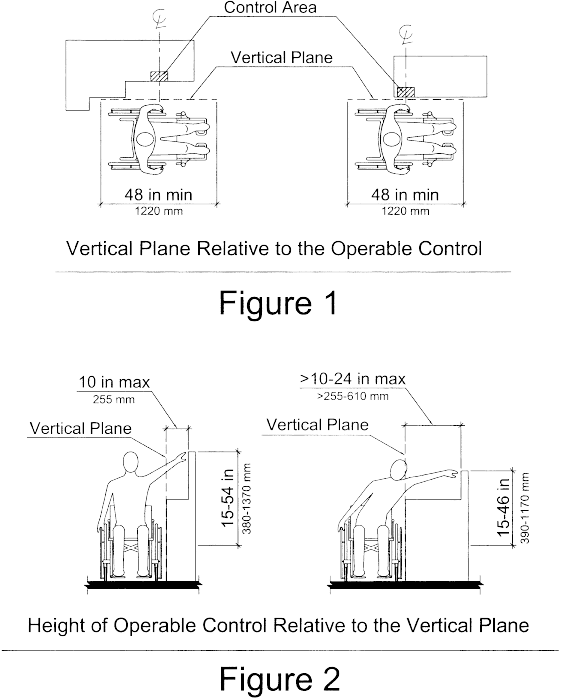 Control Area
Vertical Plane
48 in min
1220 mm
48 in min
1220 mm
Vertical Plane Relative to the Operable Control
Figure 1
10 in max
255 mm
Vertical Plane
15-54 in
380-1370 mm
>10-24 in max
>255-610 mm
Vertical Plane
15-46 in
390-1170 mm
Height of Operable Control Relative to the Vertical Plane
Figure 2